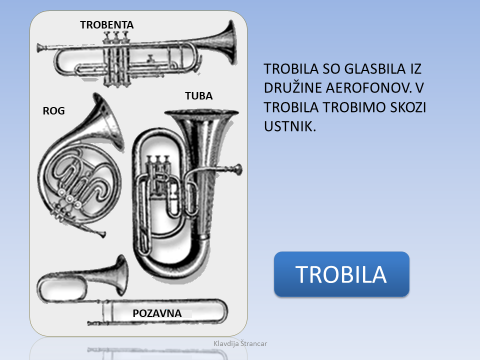 TROBENTA
ROG
TUBA
POZAVNA
TROBILA SO GLASBILA IZ
DRUŽINE AEROFONOV. V
TROBILA TROBIMO SKOZI
USTNIK.
TROBILA
Klavdija Štrancar